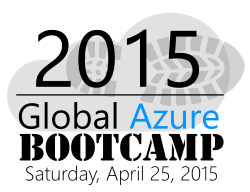 2015
Global Azure
BOOTCAMP
Saturday, April 25, 2015